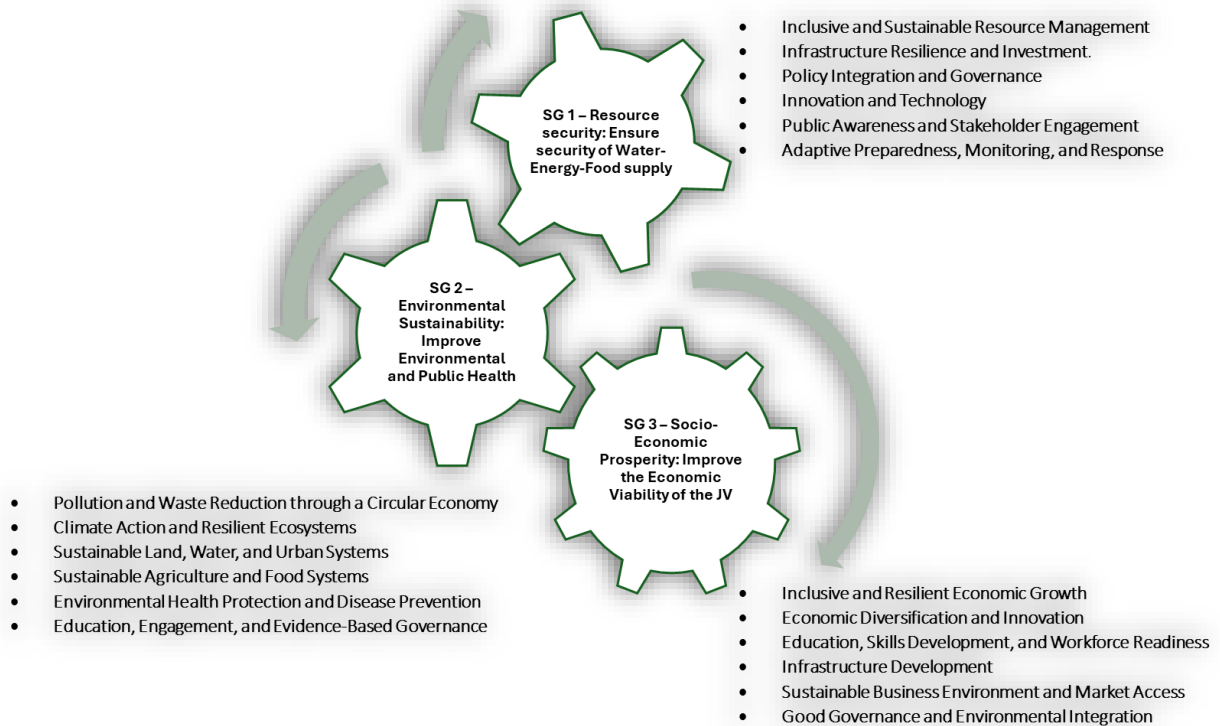 • Inclusive and Sustainable Resource Management
• Infrastructure Resilience and Investment.
• Policy Integration and Governance
• Innovation and Technology
• Public Awareness and Stakeholder Engagement
• Adaptive Preparedness, Monitoring, and Response
SG 1 – Resource
security: Ensure
security of Water-
Energy-Food supply
SG 2 –
Environmental
Sustainability:
Improve
Environmental
and Public Health
SG 3 – Socio-
Economic
Prosperity: Improve
the Economic
Viability of the JV
• Pollution and Waste Reduction through a Circular Economy
• Climate Action and Resilient Ecosystems
• Sustainable Land, Water, and Urban Systems
• Sustainable Agriculture and Food Systems
• Environmental Health Protection and Disease Prevention
• Education, Engagement, and Evidence-Based Governance
• Inclusive and Resilient Economic Growth
• Economic Diversification and Innovation
• Education, Skills Development, and Workforce Readiness
• Infrastructure Development
• Sustainable Business Environment and Market Access
• Good Governance and Environmental Integration